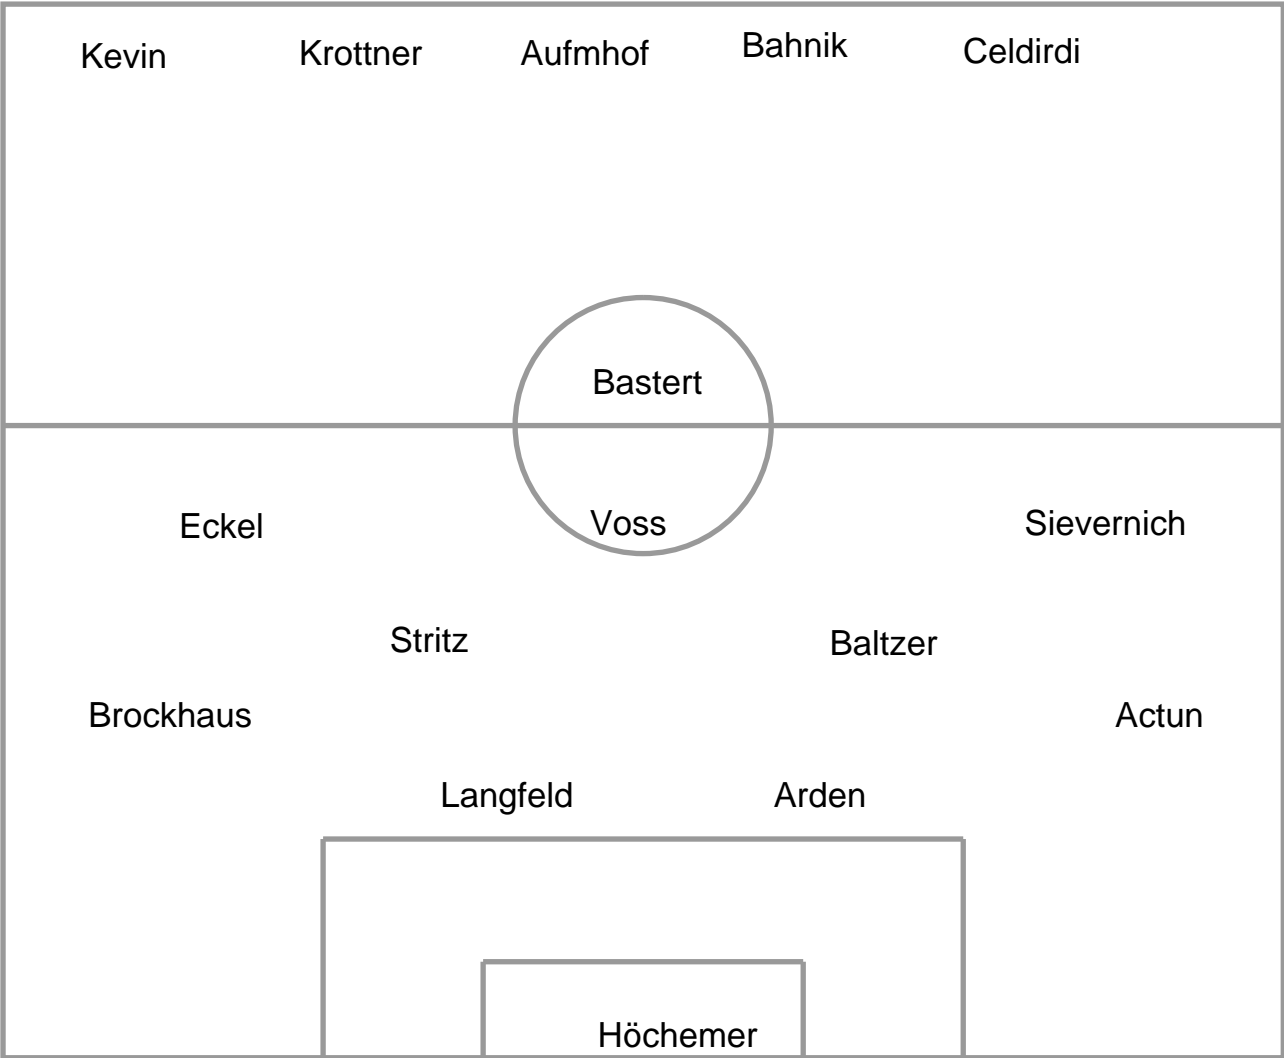 Kevin Krottner Aufmhof Bahnik Celdirdi
Bastert
Eckel Voss Sievernich
Stritz Baltzer
Brockhaus Actun
Langfeld Arden
Höchemer